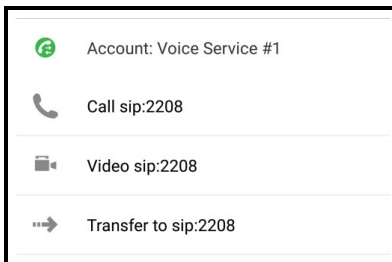 Account: Voice Service #1
Call sip:2208
Video sip:2208
Transfer to sip:2208